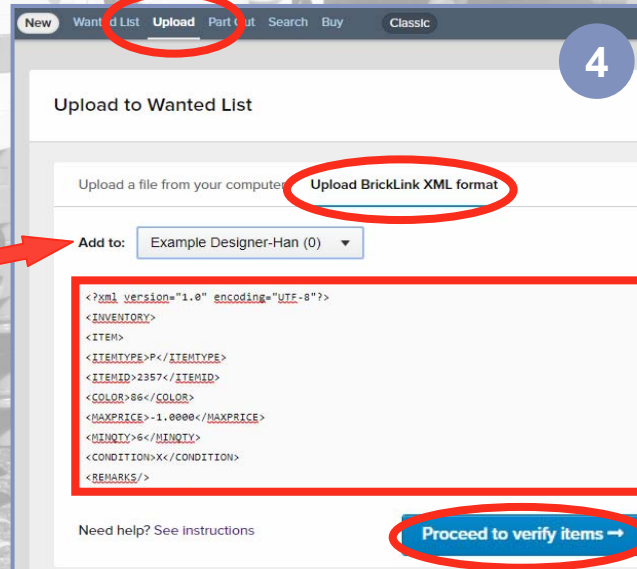 New Wanted List Upload Part Out Search Buy Classic
4
Upload to Wanted List
Upload a file from your computer Upload BrickLink XML format
Add to: Example Designer-Han (0)
<?xml version="1.0" encoding="UTF-8"?>
<INVENTORY>
<ITEM>
<ITEMTYPE>P</ITEMTYPE>
<ITEMID>2357</ITEMID>
<COLOR>86</COLOR>
<MAXPRICE>-1.0000</MAXPRICE>
<MINQTY>6</MINQTY>
<CONDITION>X</CONDITION>
<REMARKS/>
Need help? See instructions
Proceed to verify items →